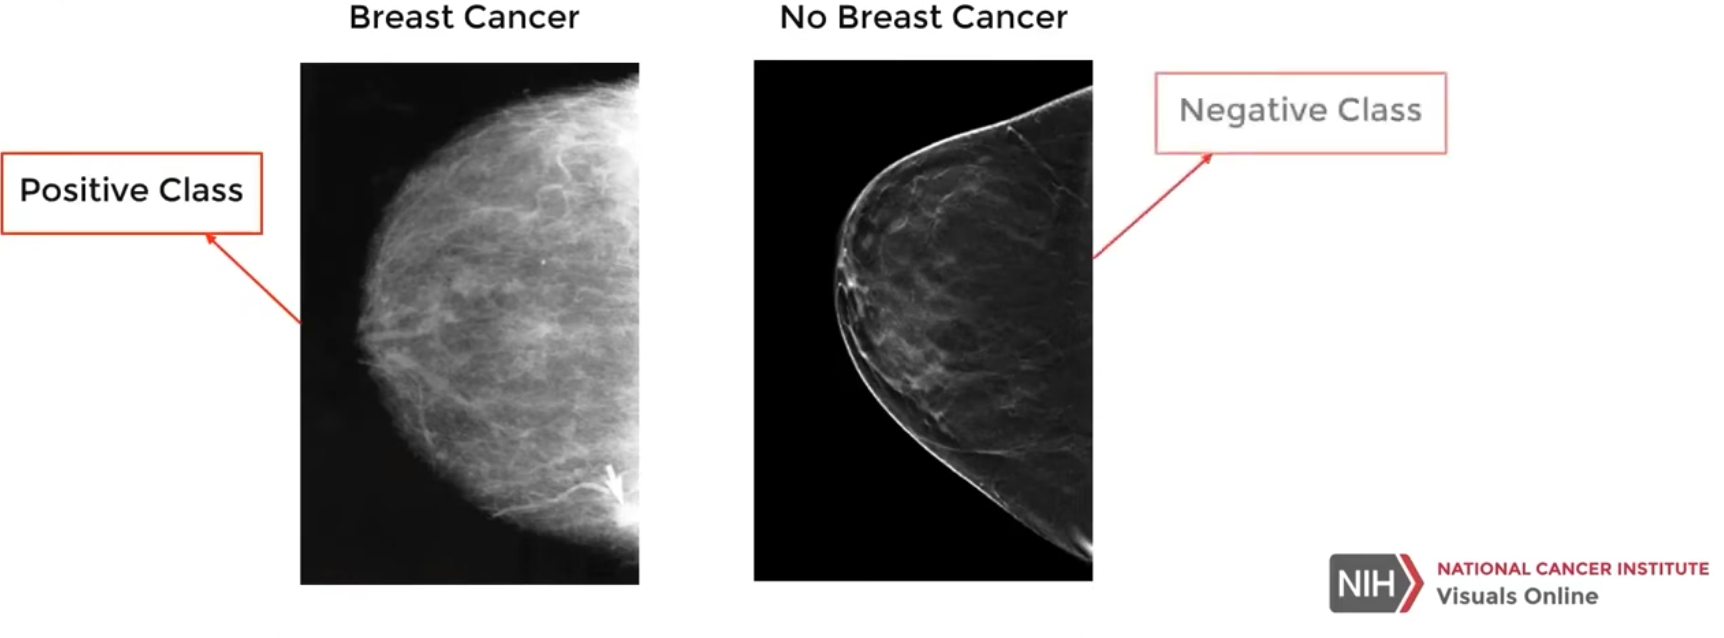 Breast Cancer
No Breast Cancer
Positive Class
Negative Class
NIH
NATIONAL CANCER INSTITUTE
Visuals Online